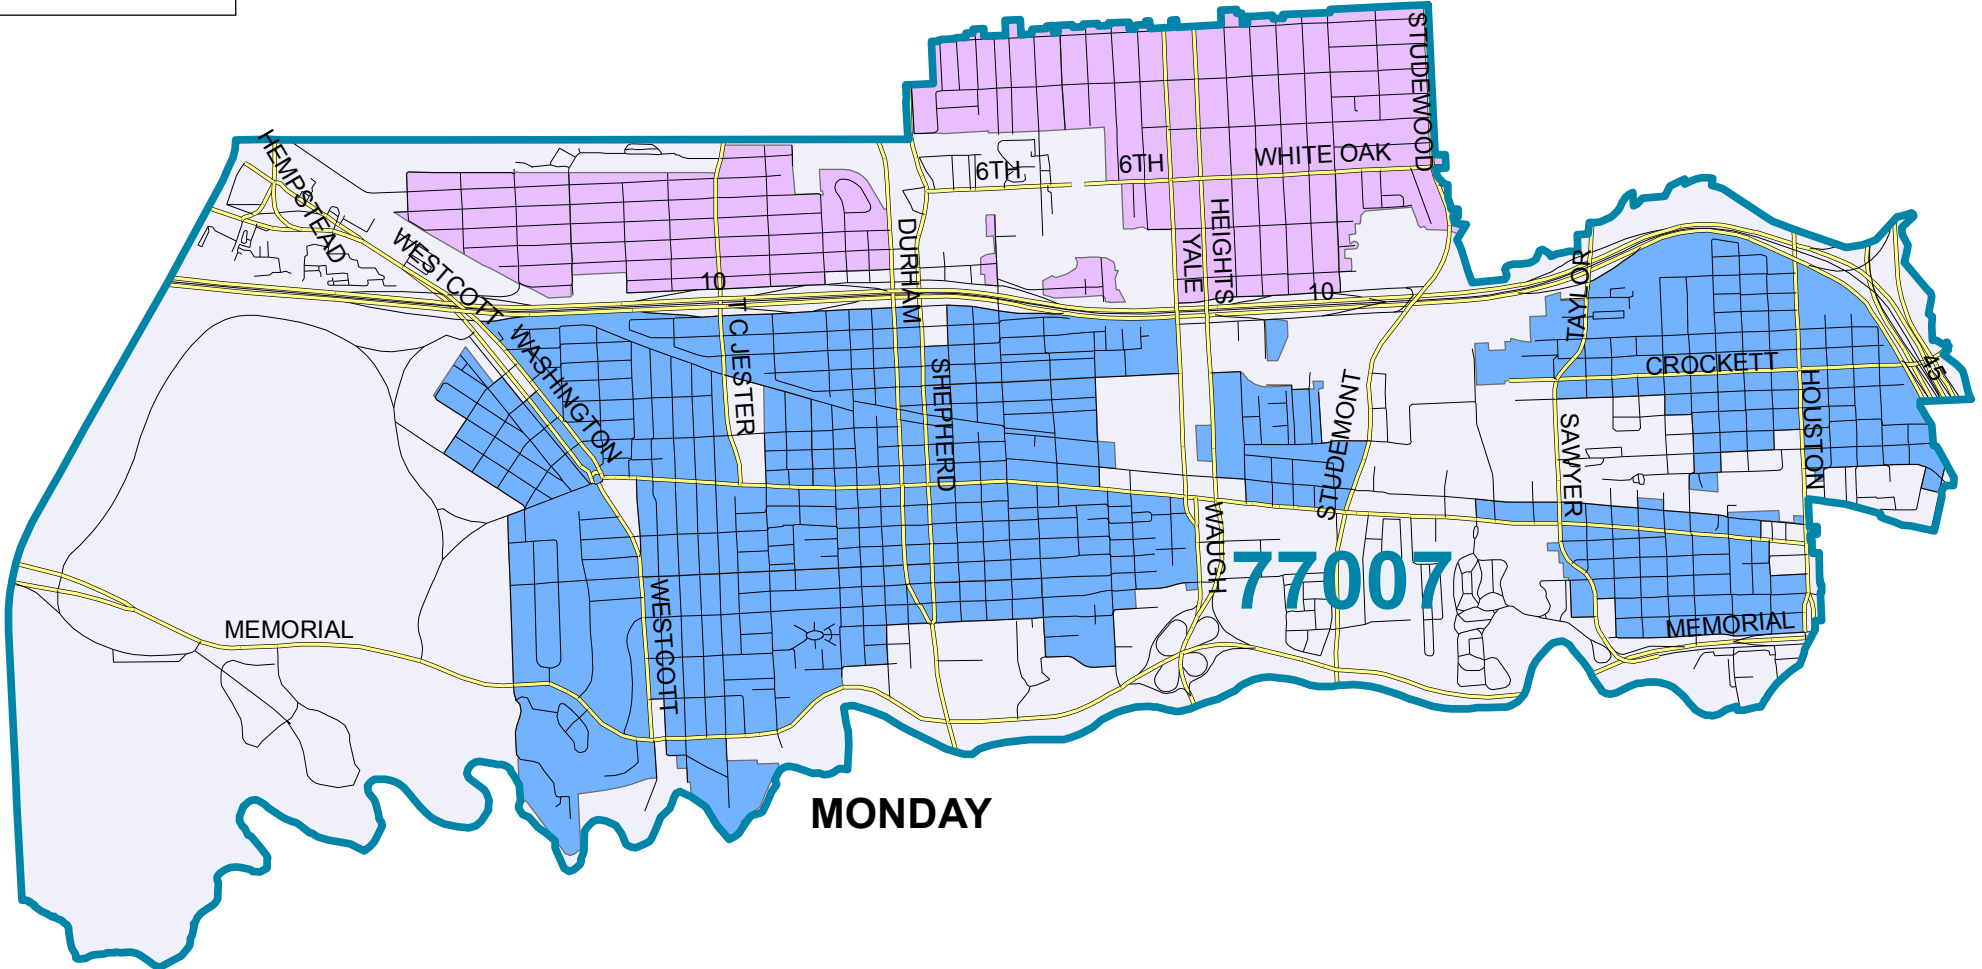 STUDEWOOD
HEMPSTEAD
6TH
6TH
WHITE OAK
WESTCOTT
DURHAM
YALE
HEIGHTS
10
10
TAYLOR
T C JESTER
WASHINGTON
SHEPHERD
CROCKETT
45
HOUSTON
STUDEMONT
SAWYER
WAUGH
77007
WESTCOTT
MEMORIAL
MEMORIAL
MONDAY